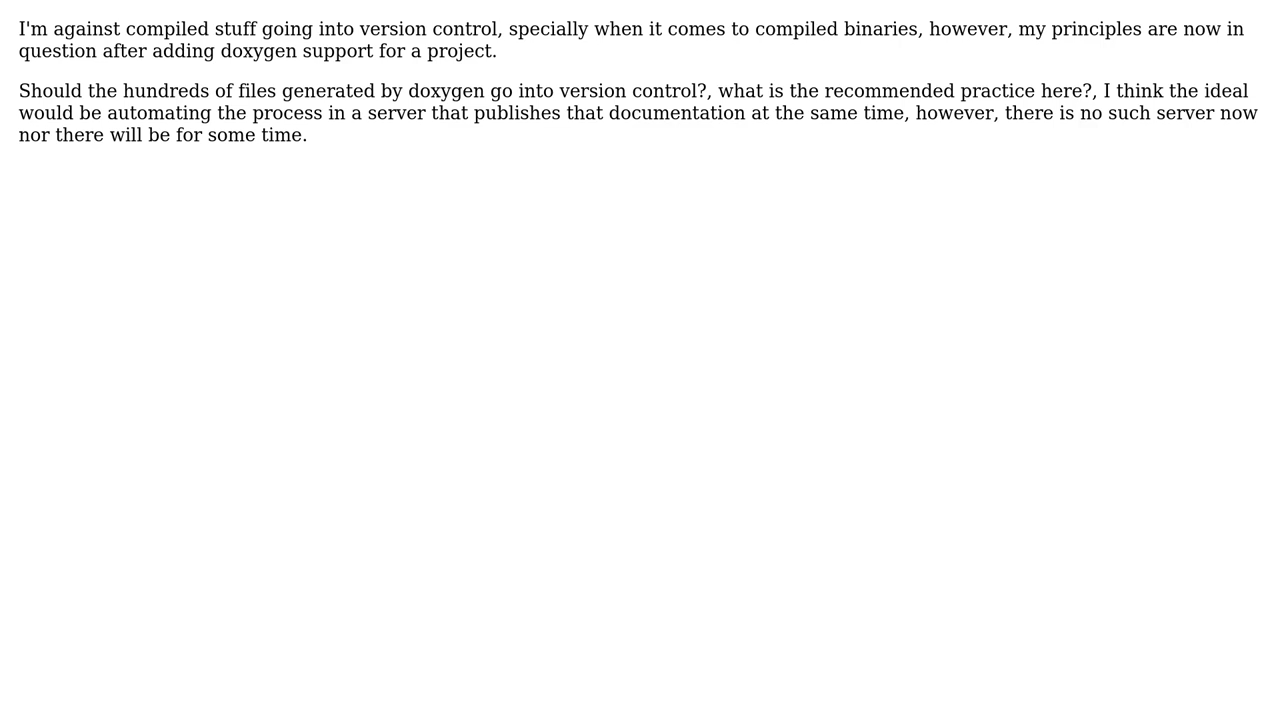 I'm against compiled stuff going into version control, specially when it comes to compiled binaries, however, my principles are now in
question after adding doxygen support for a project.
Should the hundreds of files generated by doxygen go into version control?, what is the recommended practice here?, I think the ideal
would be automating the process in a server that publishes that documentation at the same time, however, there is no such server now
nor there will be for some time.